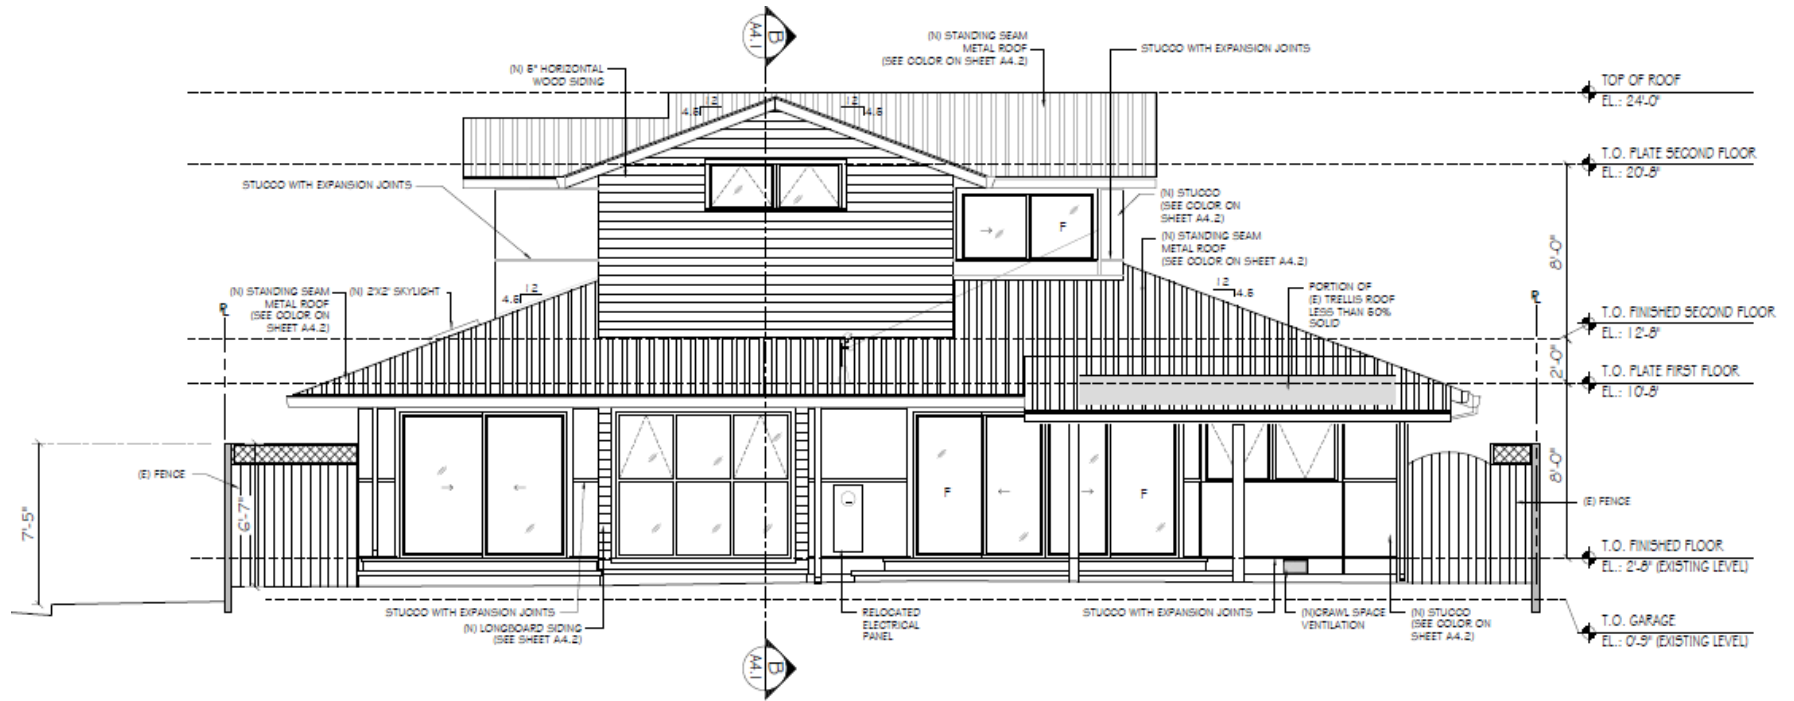 B
A4.1
(N) STANDING SEAM
METAL ROOF
(SEE COLOR ON SHEET A4.2)
STUCCO WITH EXPANSION JOINTS
(N) 6" HORIZONTAL
WOOD SIDING
TOP OF ROOF
EL.: 24'-0"
12
4.5
12
4.5
T.O. PLATE SECOND FLOOR
EL.: 20'-8"
STUCCO WITH EXPANSION JOINTS
(N) STUCCO
(SEE COLOR ON
SHEET A4.2)
F
(N) STANDING SEAM
METAL ROOF
(SEE COLOR ON SHEET A4.2)
8'-0"
(N) STANDING SEAM
METAL ROOF
(SEE COLOR ON
SHEET A4.2)
(N) 2'X2' SKYLIGHT
12
4.5
12
4.5
PORTION OF
(E) TRELLIS ROOF
LESS THAN 50%
SOLID
T.O. FINISHED SECOND FLOOR
EL.: 12'-8"
2'-0"
T.O. PLATE FIRST FLOOR
EL.: 10'-8"
8'-0"
(E) FENCE
7'-5"
6'-7"
F
F
(E) FENCE
T.O. FINISHED FLOOR
EL.: 2'-8" (EXISTING LEVEL)
STUCCO WITH EXPANSION JOINTS
(N) LONGBOARD SIDING
(SEE SHEET A4.2)
RELOCATED
ELECTRICAL
PANEL
STUCCO WITH EXPANSION JOINTS
(N)CRAWL SPACE
VENTILATION
(N) STUCCO
(SEE COLOR ON
SHEET A4.2)
T.O. GARAGE
EL.: 0'-9" (EXISTING LEVEL)
B
A4.1